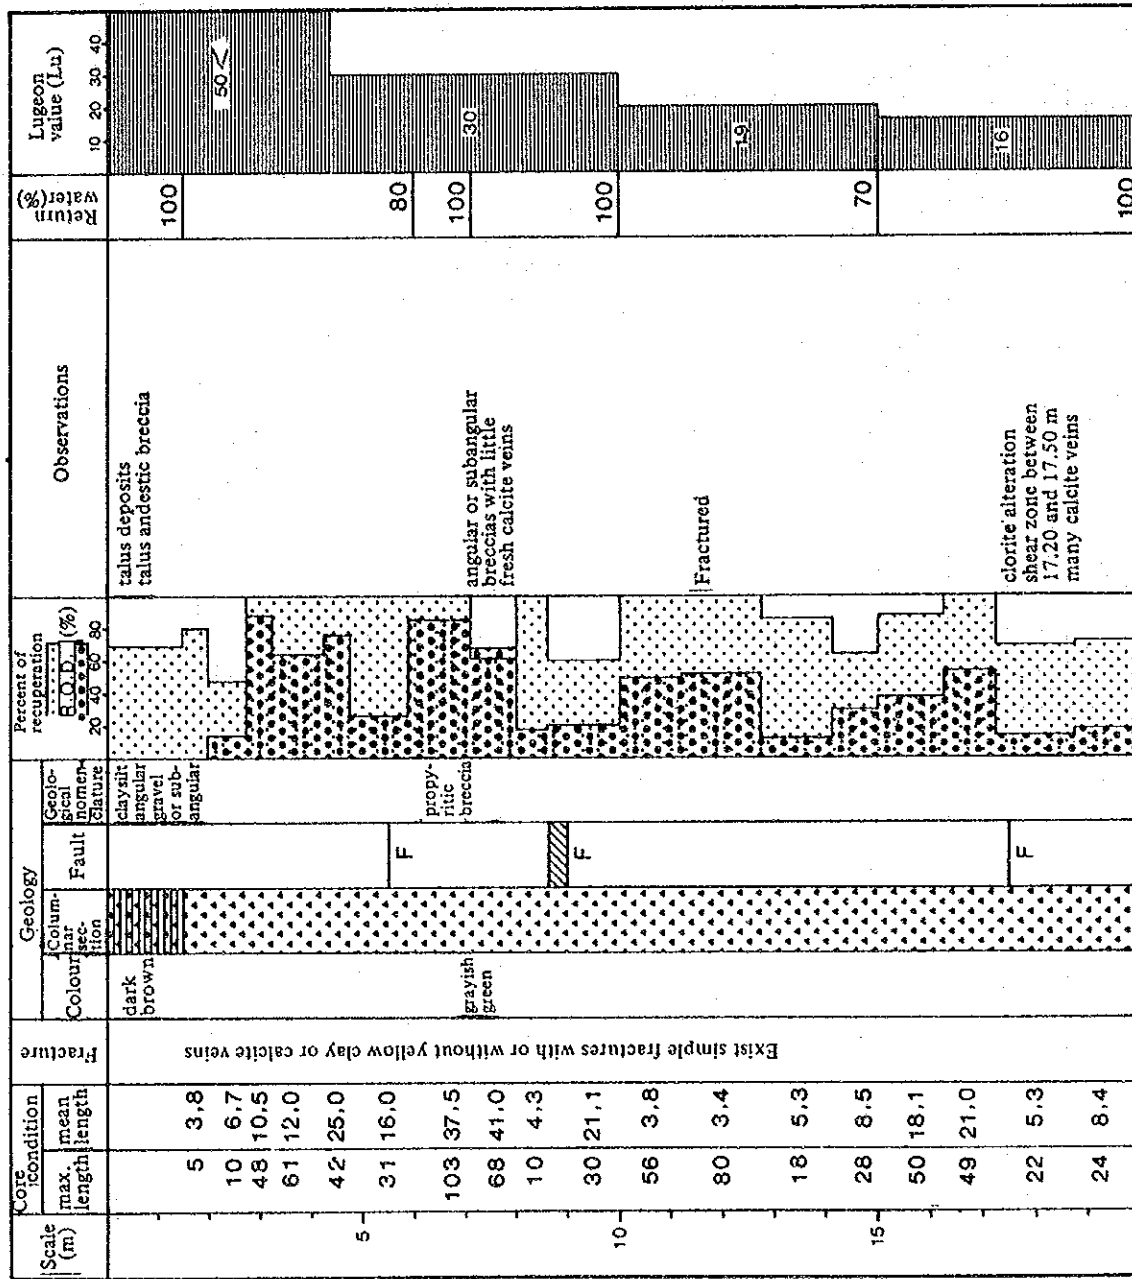 Scale
(m)
Core
condition
max.
length
mean
length
Fracture
Geology
Colour
Coloum-
nar
sec-
tion
Fault
Geolo-
gical
nomen-
clature
Percent of
recuperation
R.Q.D. (%)
20 40 60 80
Observations
Return
water(%)
Lugeon
value (Lu)
10 20 30 40
5
10
15
5 3,8
10 6,7
48 10,5
61 12,0
42 25,0
31 16,0
103 37,5
68 41,0
10 4,3
30 21,1
56 3,8
80 3,4
18 5,3
28 8,5
50 18,1
49 21,0
22 5,3
24 8,4
Exist simple fractures with or without yellow clay or calcite veins
dark
brown
grayish
green
F
F
F
claysilt
angular
gravel
or sub-
angular
propy-
ritic
breccia
talus deposits
talus andestic breccia
angular or subangular
breccias with little
fresh calcite veins
Fractured
clorite alteration
shear zone between
17.20 and 17.50 m
many calcite veins
100
80
100
100
70
100
50 <
30
19
16